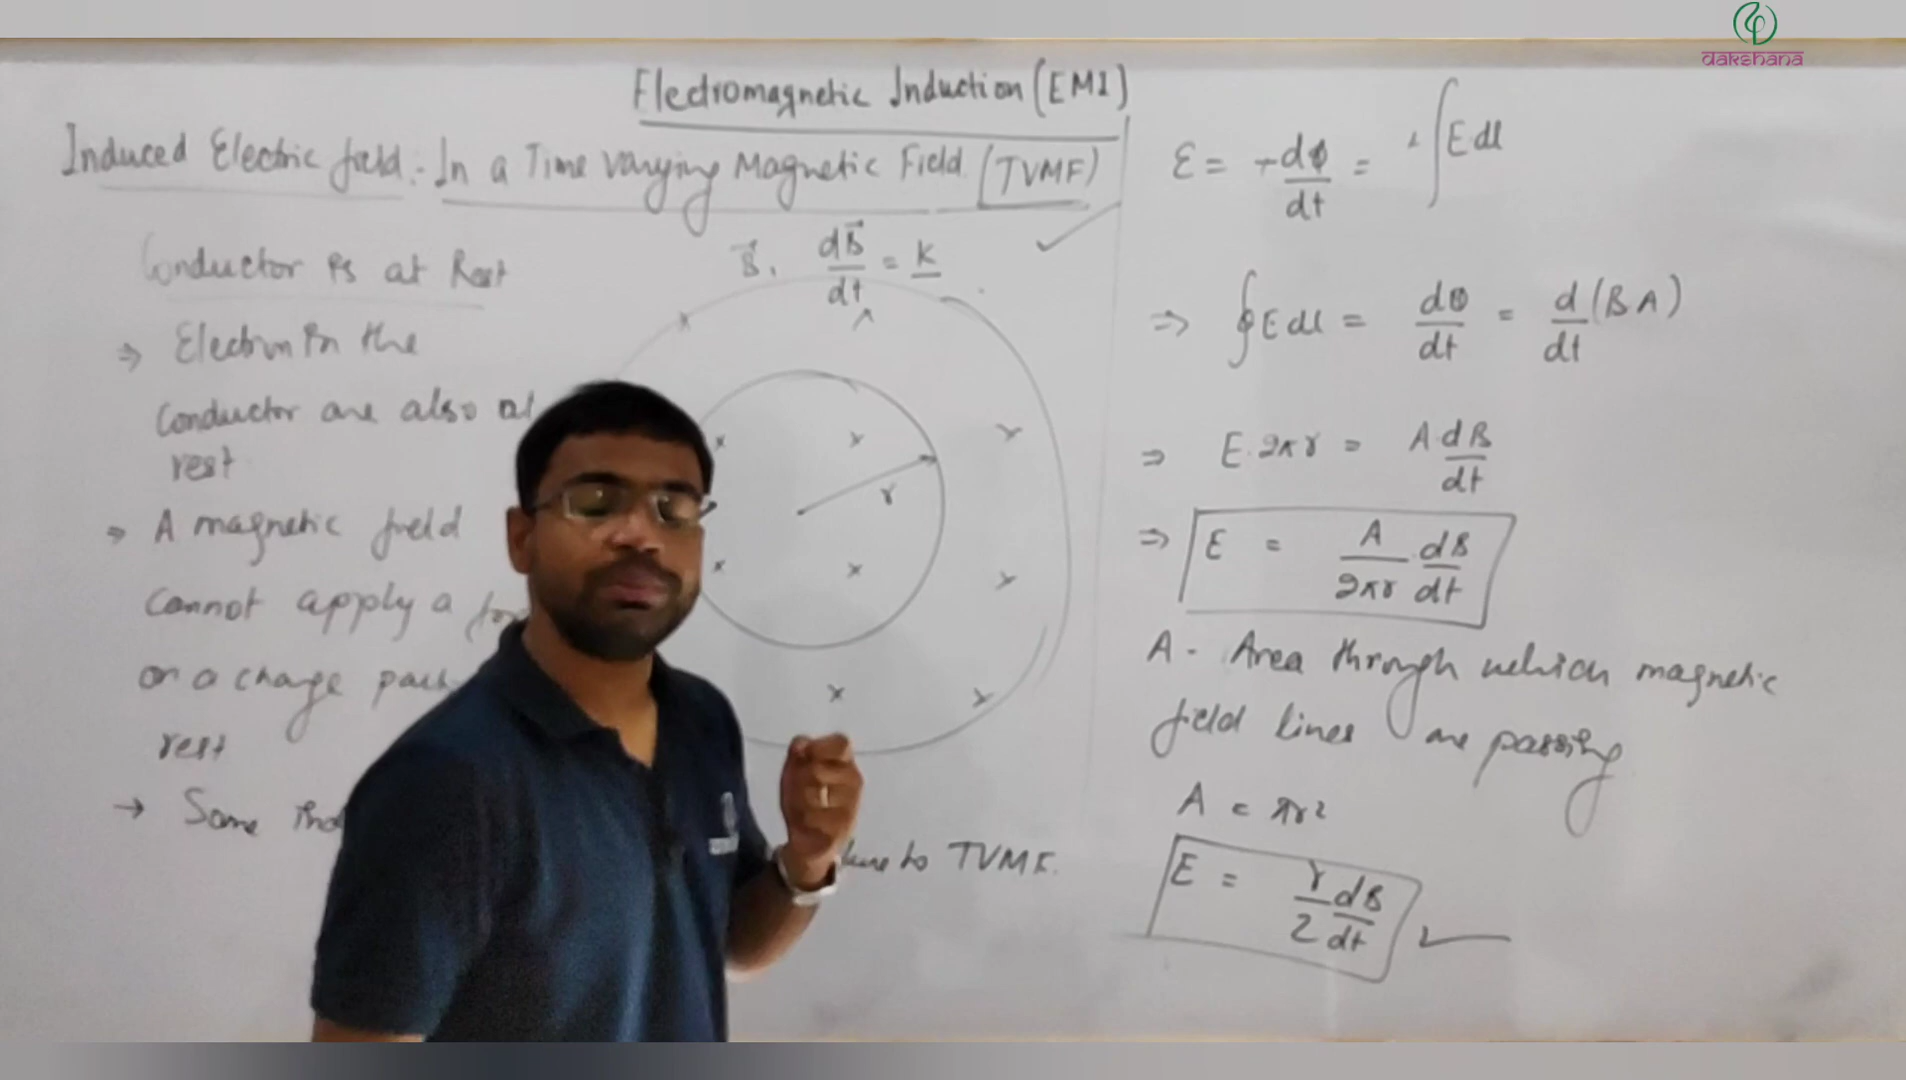 dakshana
Electromagnetic Induction (EMI)
Induced Electric field :- In a Time Varying Magnetic Field (TVMF)
Conductor is at Rest
⇒ Electron in the
Conductor are also at
rest
⇒ A magnetic field
cannot apply a
on a charge
rest
→ Some
due to TVMF.
B⃗, dB⃗/dt = K
r
ε = -dφ/dt = ∫E dl
⇒ ∮E dl = dφ/dt = d/dt (BA)
⇒ E·2πr = A·dB/dt
⇒ E = A/2πr dB/dt
A - Area through which magnetic
field lines are passing
A = πr²
E = r/2 dB/dt